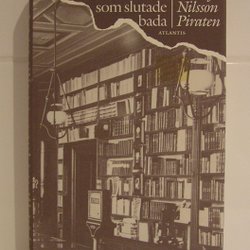 som slutade
bada
Nilsson
Piraten
ATLANTIS